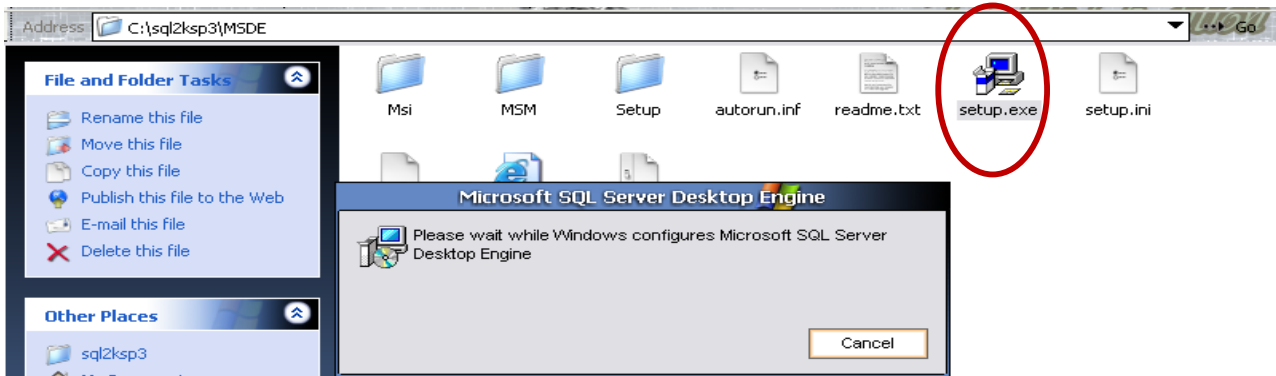 Address C:\sql2ksp3\MSDE Go
File and Folder Tasks
Rename this file
Move this file
Copy this file
Publish this file to the Web
E-mail this file
Delete this file
Other Places
sql2ksp3
Msi MSM Setup autorun.inf readme.txt setup.exe setup.ini
Microsoft SQL Server Desktop Engine
Please wait while Windows configures Microsoft SQL Server
Desktop Engine
Cancel